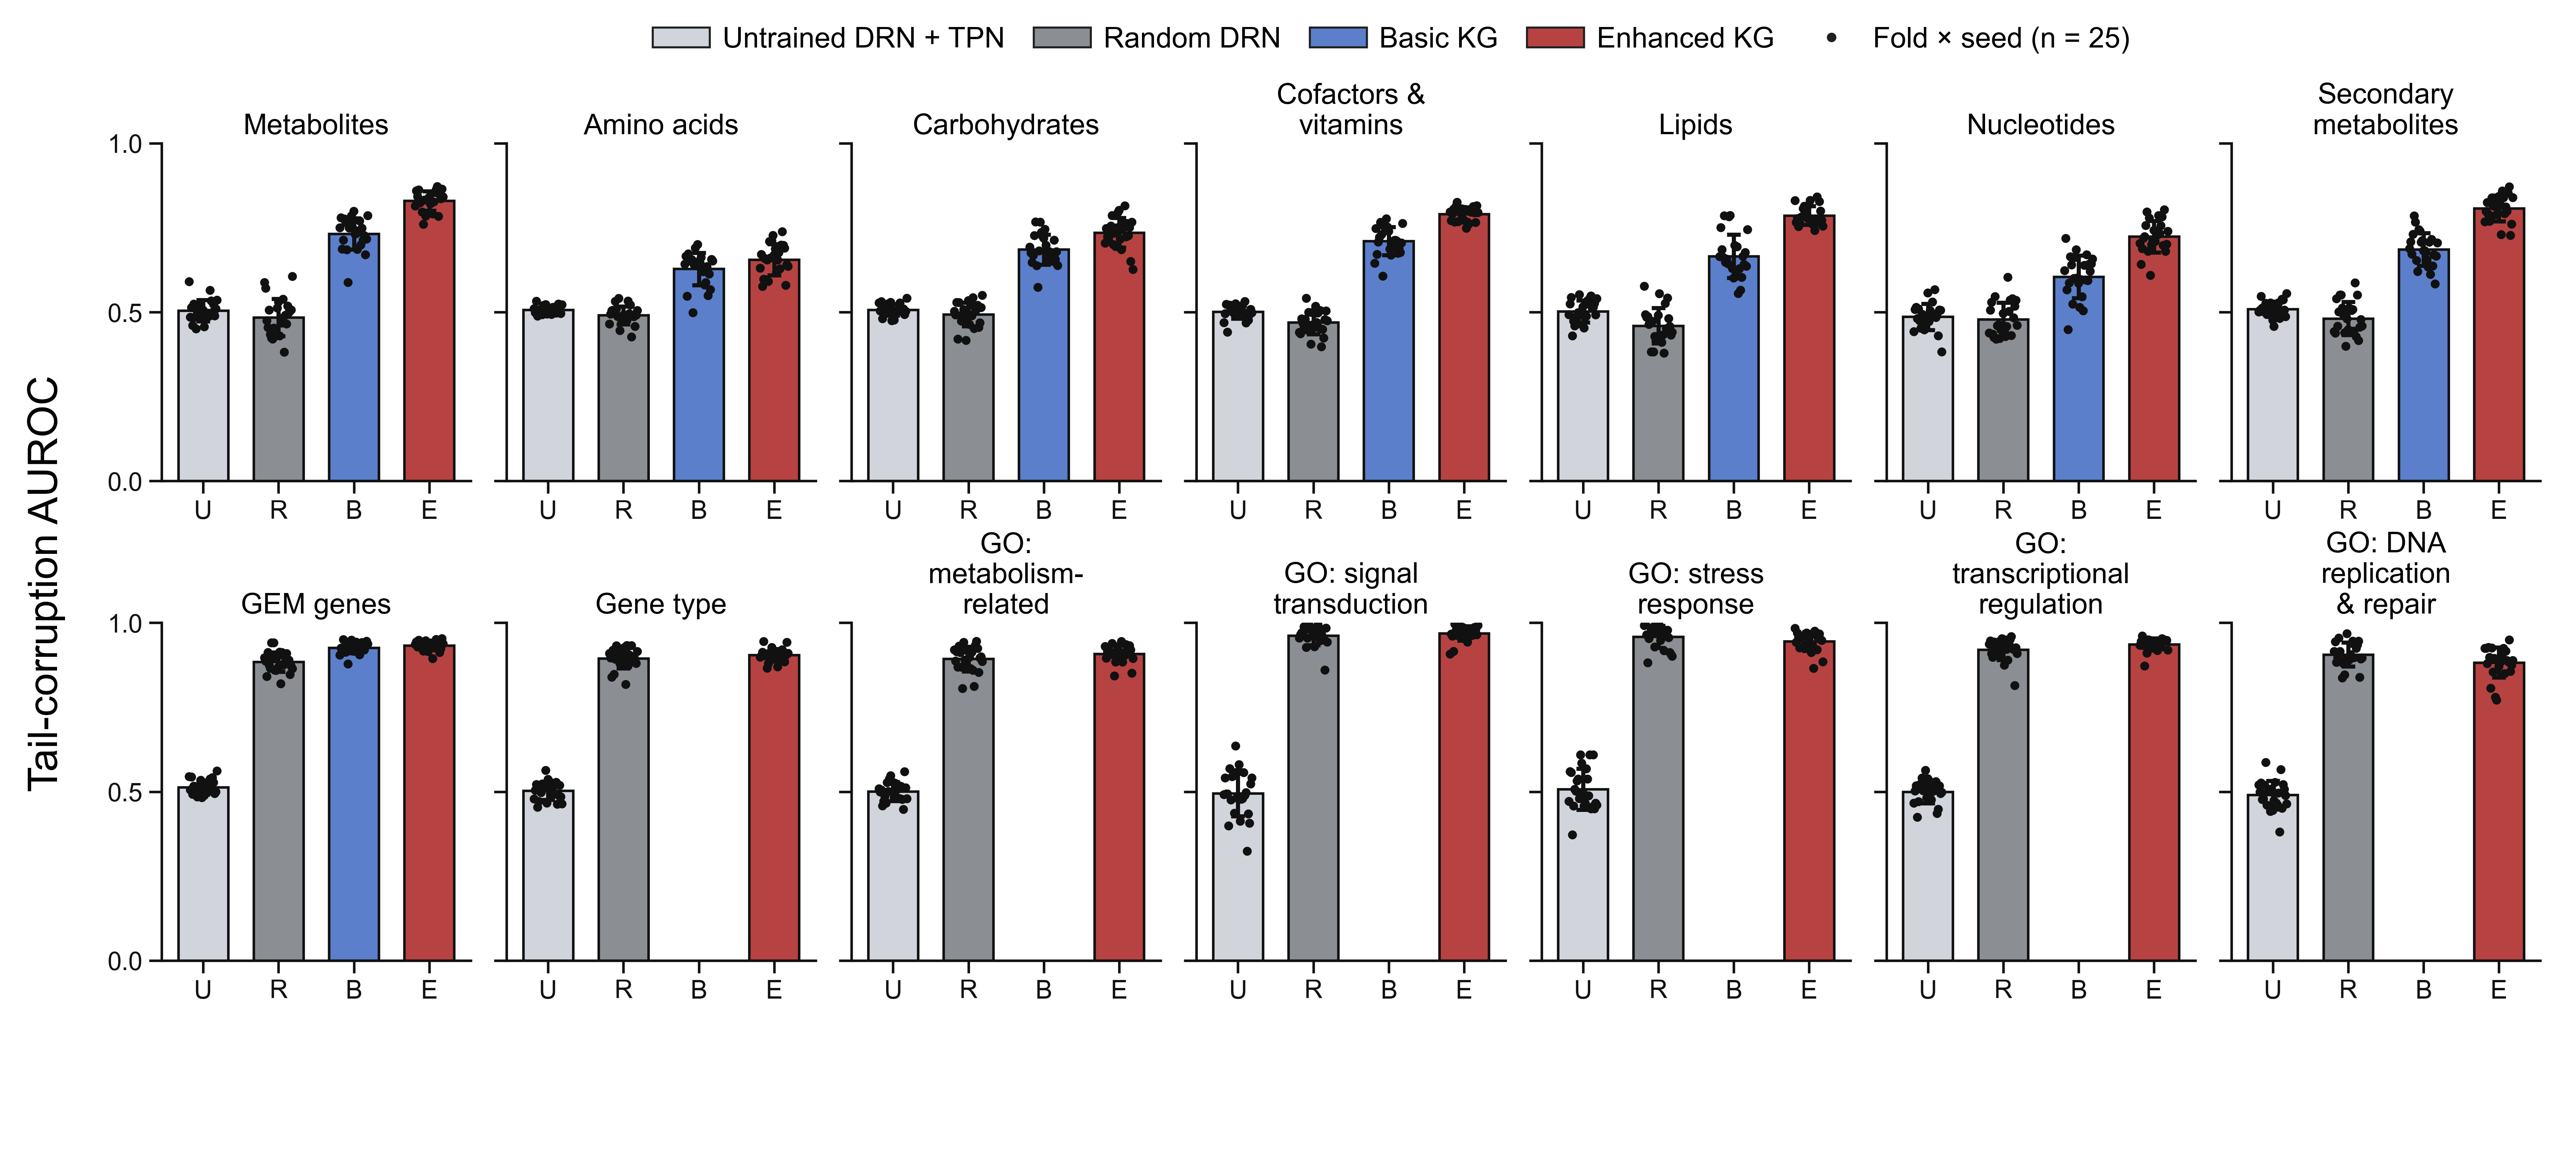 Untrained DRN + TPN
Random DRN
Basic KG
Enhanced KG
Fold × seed (n = 25)
Tail-corruption AUROC
Metabolites
Amino acids
Carbohydrates
Cofactors &
vitamins
Lipids
Nucleotides
Secondary
metabolites
1.0
0.5
0.0
U R B E
U R B E
U R B E
U R B E
U R B E
U R B E
U R B E
GEM genes
Gene type
GO:
metabolism-
related
GO: signal
transduction
GO: stress
response
GO:
transcriptional
regulation
GO: DNA
replication
& repair
1.0
0.5
0.0
U R B E
U R B E
U R B E
U R B E
U R B E
U R B E
U R B E